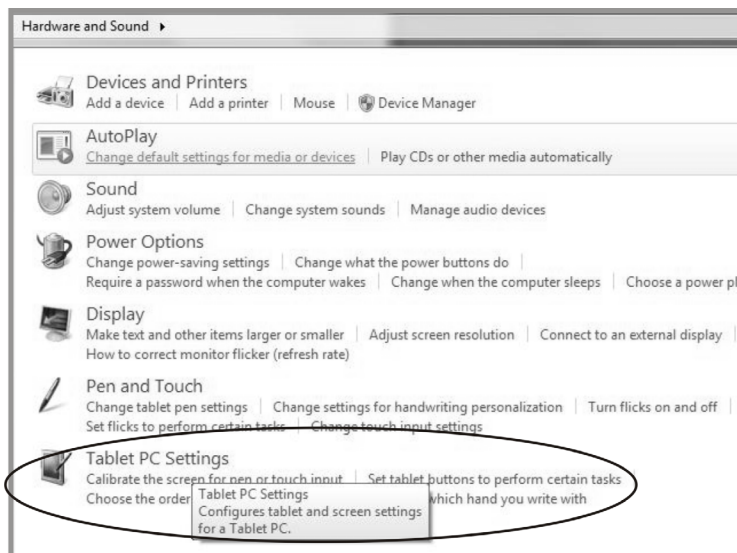 Hardware and Sound
Devices and Printers
Add a device | Add a printer | Mouse | Device Manager
AutoPlay
Change default settings for media or devices | Play CDs or other media automatically
Sound
Adjust system volume | Change system sounds | Manage audio devices
Power Options
Change power-saving settings | Change what the power buttons do |
Require a password when the computer wakes | Change when the computer sleeps | Choose a power pl
Display
Make text and other items larger or smaller | Adjust screen resolution | Connect to an external display |
How to correct monitor flicker (refresh rate)
Pen and Touch
Change tablet pen settings | Change settings for handwriting personalization | Turn flicks on and off |
Set flicks to perform certain tasks | Change touch input settings
Tablet PC Settings
Calibrate the screen for pen or touch input | Set tablet buttons to perform certain tasks
Choose the order which hand you write with
Tablet PC Settings
Configures tablet and screen settings
for a Tablet PC.